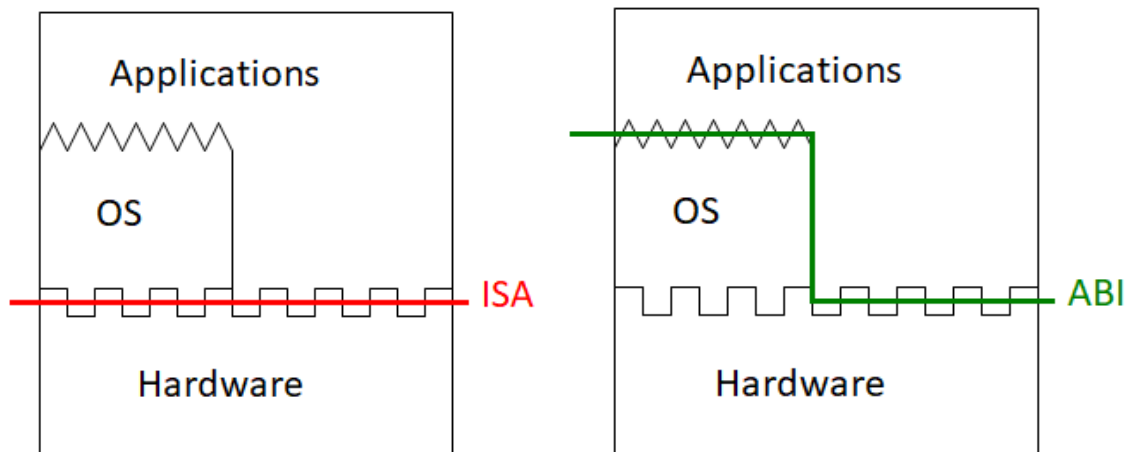 Applications
OS
ISA
Hardware
Applications
OS
ABI
Hardware